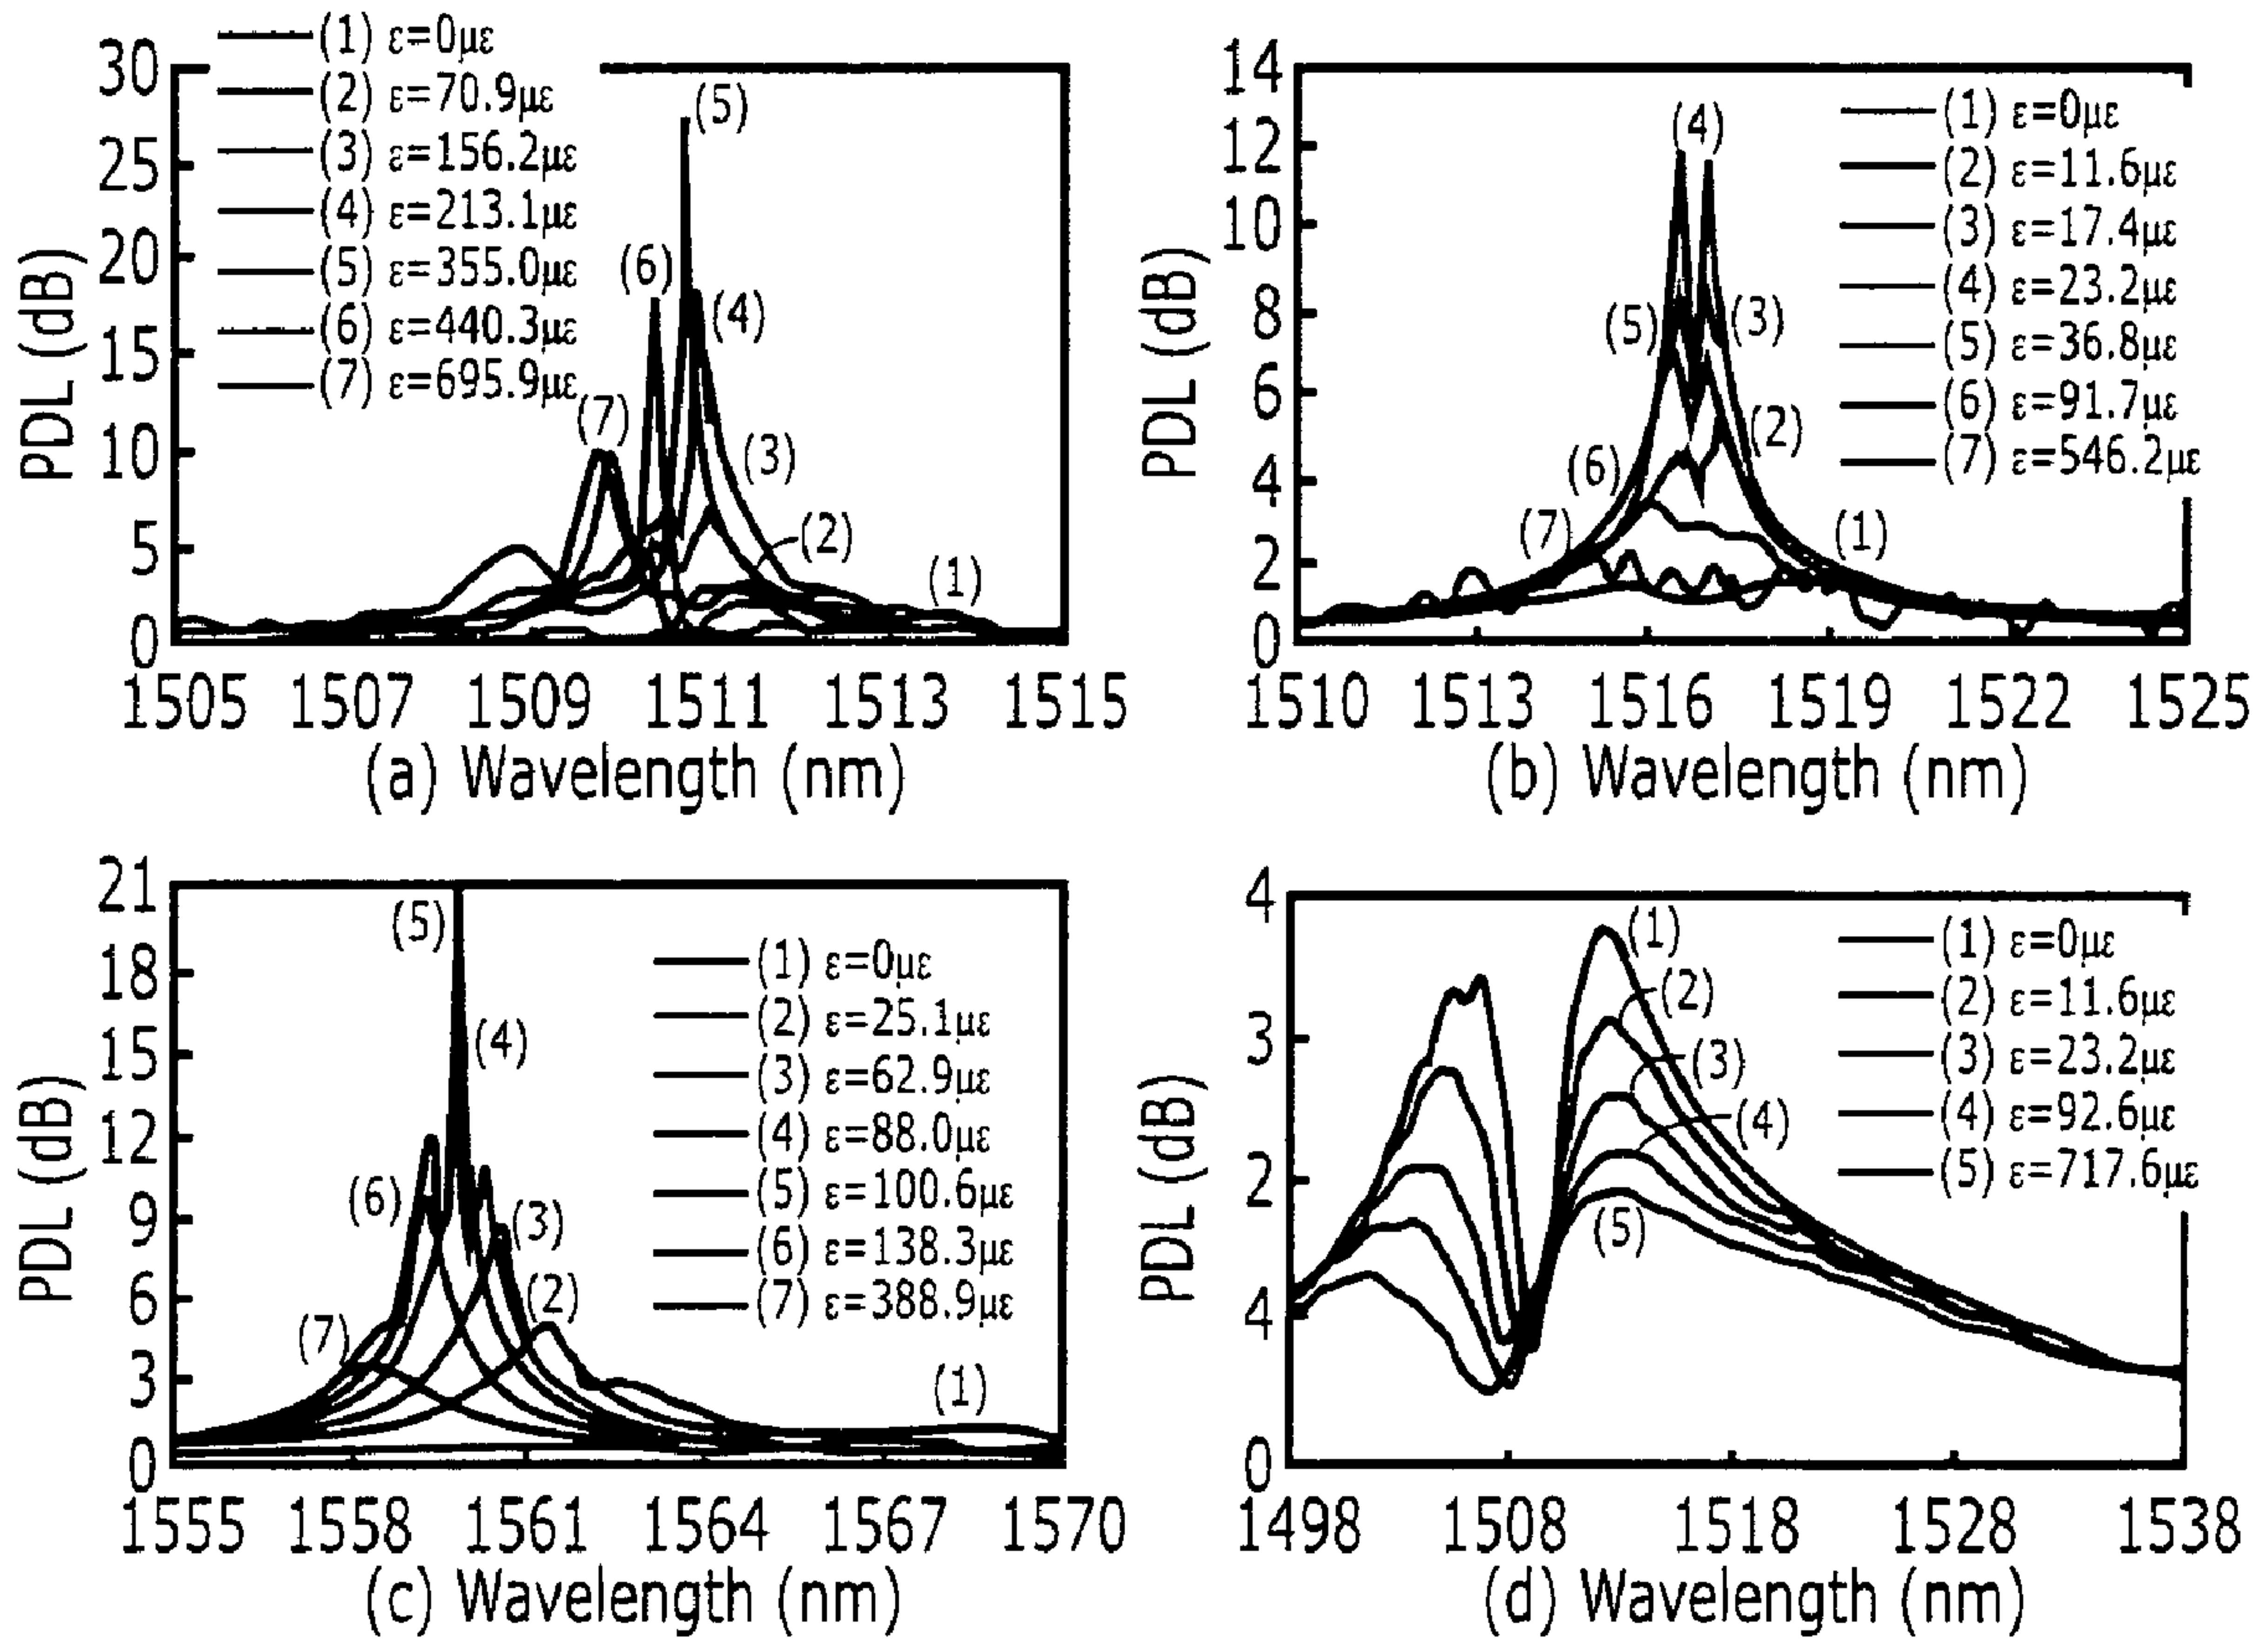 (1) ε=0με
(2) ε=70.9με
(3) ε=156.2με
(4) ε=213.1με
(5) ε=355.0με
(6) ε=440.3με
(7) ε=695.9με
30
25
20
15
10
5
0
PDL (dB)
(5)
(6)
(4)
(7)
(3)
(2)
(1)
1505 1507 1509 1511 1513 1515
(a) Wavelength (nm)
14
12
10
8
6
4
2
0
PDL (dB)
(1) ε=0με
(2) ε=11.6με
(3) ε=17.4με
(4) ε=23.2με
(5) ε=36.8με
(6) ε=91.7με
(7) ε=546.2με
(4)
(5)
(3)
(2)
(6)
(7)
(1)
1510 1513 1516 1519 1522 1525
(b) Wavelength (nm)
21
18
15
12
9
6
3
0
PDL (dB)
(1) ε=0με
(2) ε=25.1με
(3) ε=62.9με
(4) ε=88.0με
(5) ε=100.6με
(6) ε=138.3με
(7) ε=388.9με
(5)
(4)
(6)
(3)
(2)
(7)
(1)
1555 1558 1561 1564 1567 1570
(c) Wavelength (nm)
4
3
2
4
0
PDL (dB)
(1) ε=0με
(2) ε=11.6με
(3) ε=23.2με
(4) ε=92.6με
(5) ε=717.6με
(1)
(2)
(3)
(4)
(5)
1498 1508 1518 1528 1538
(d) Wavelength (nm)